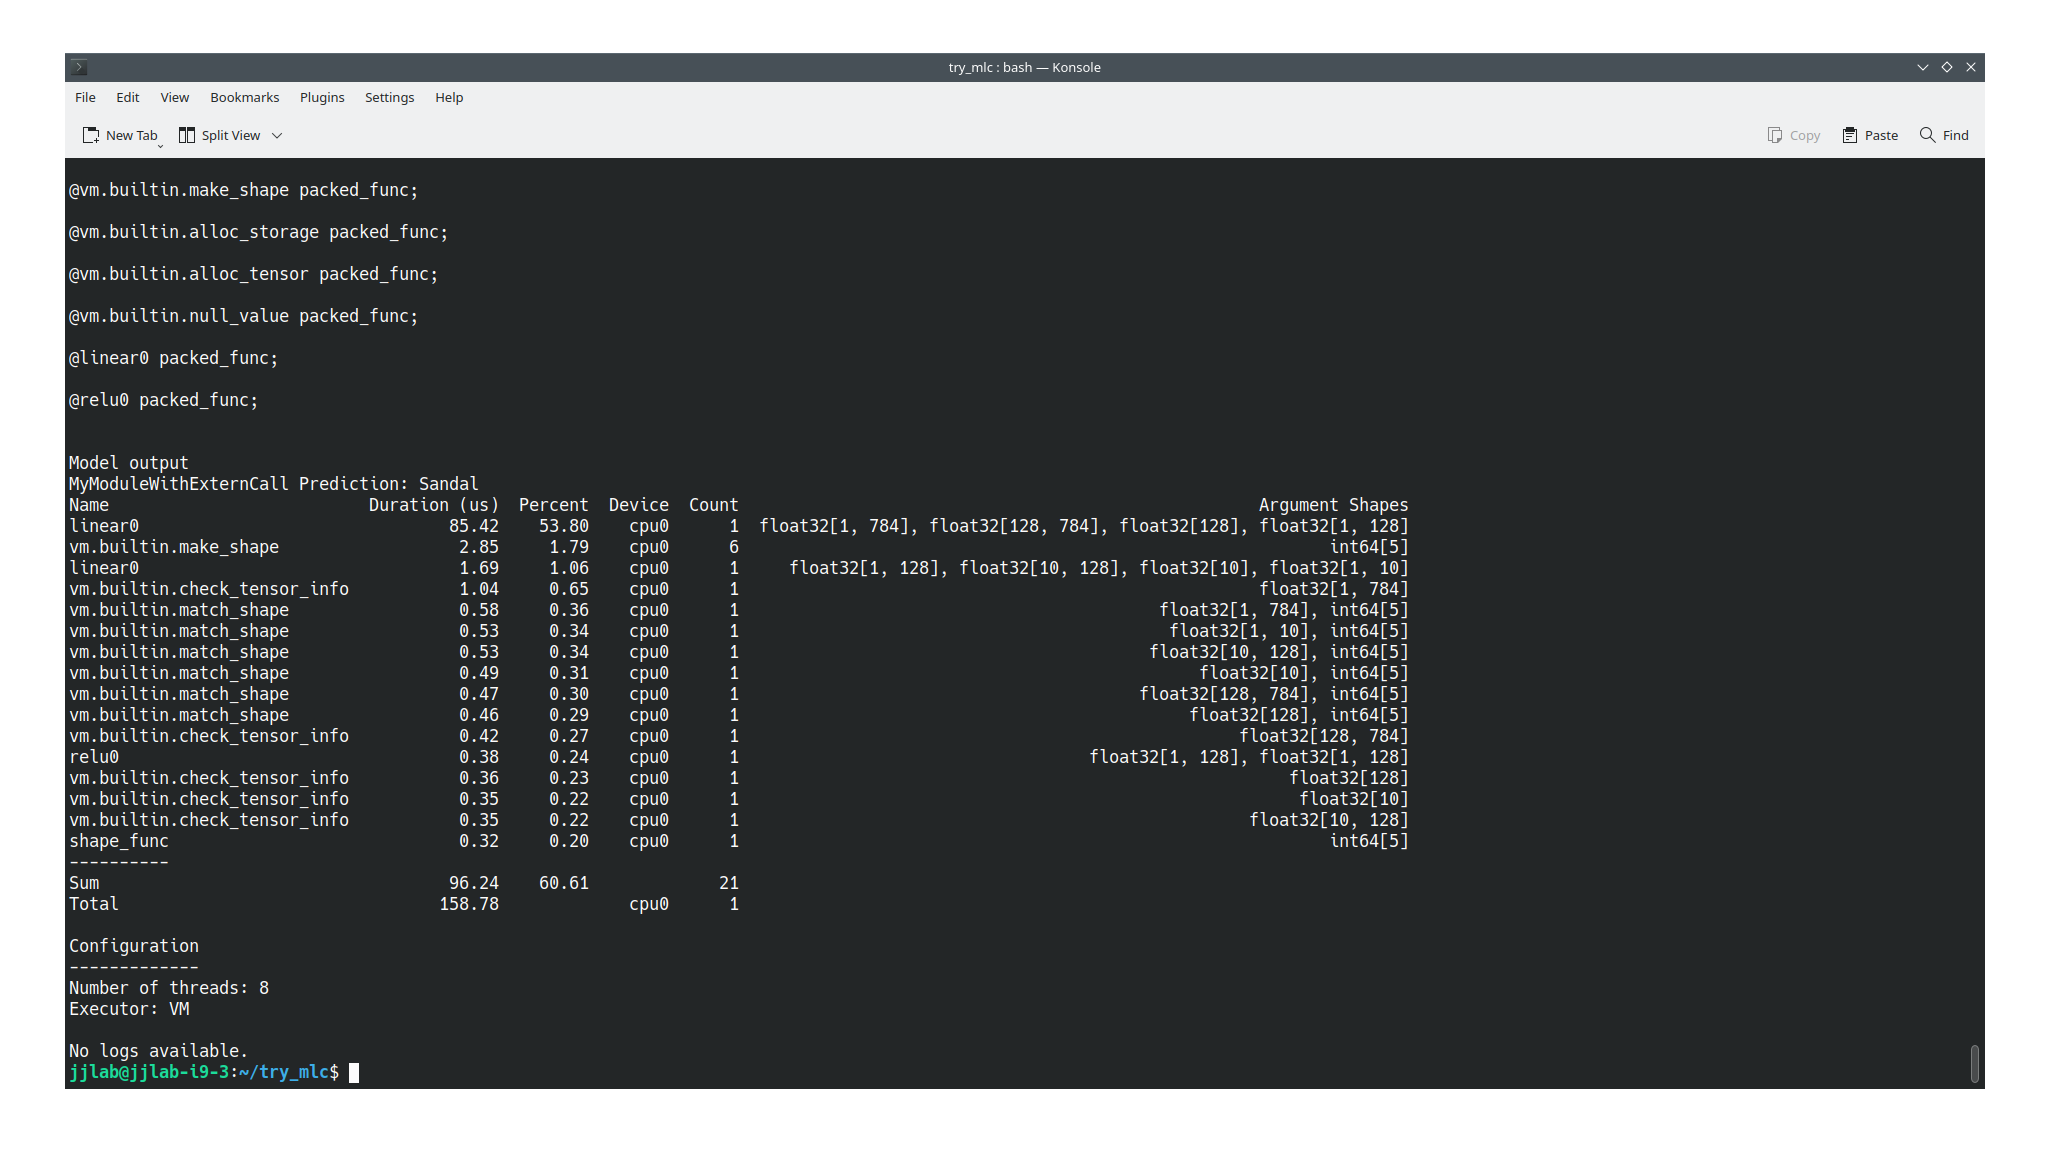 try_mlc : bash — Konsole
File Edit View Bookmarks Plugins Settings Help
New Tab Split View Copy Paste Find
@vm.builtin.make_shape packed_func;
@vm.builtin.alloc_storage packed_func;
@vm.builtin.alloc_tensor packed_func;
@vm.builtin.null_value packed_func;
@linear0 packed_func;
@relu0 packed_func;
Model output
MyModuleWithExternCall Prediction: Sandal
Name Duration (us) Percent Device Count Argument Shapes
linear0 85.42 53.80 cpu0 1 float32[1, 784], float32[128, 784], float32[128], float32[1, 128]
vm.builtin.make_shape 2.85 1.79 cpu0 6 int64[5]
linear0 1.69 1.06 cpu0 1 float32[1, 128], float32[10, 128], float32[10], float32[1, 10]
vm.builtin.check_tensor_info 1.04 0.65 cpu0 1 float32[1, 784]
vm.builtin.match_shape 0.58 0.36 cpu0 1 float32[1, 784], int64[5]
vm.builtin.match_shape 0.53 0.34 cpu0 1 float32[1, 10], int64[5]
vm.builtin.match_shape 0.53 0.34 cpu0 1 float32[10, 128], int64[5]
vm.builtin.match_shape 0.49 0.31 cpu0 1 float32[10], int64[5]
vm.builtin.match_shape 0.47 0.30 cpu0 1 float32[128, 784], int64[5]
vm.builtin.match_shape 0.46 0.29 cpu0 1 float32[128], int64[5]
vm.builtin.check_tensor_info 0.42 0.27 cpu0 1 float32[128, 784]
relu0 0.38 0.24 cpu0 1 float32[1, 128], float32[1, 128]
vm.builtin.check_tensor_info 0.36 0.23 cpu0 1 float32[128]
vm.builtin.check_tensor_info 0.35 0.22 cpu0 1 float32[10]
vm.builtin.check_tensor_info 0.35 0.22 cpu0 1 float32[10, 128]
shape_func 0.32 0.20 cpu0 1 int64[5]
----------
Sum 96.24 60.61 21
Total 158.78 cpu0 1
Configuration
-------------
Number of threads: 8
Executor: VM
No logs available.
jjlab@jjlab-i9-3:~/try_mlc$